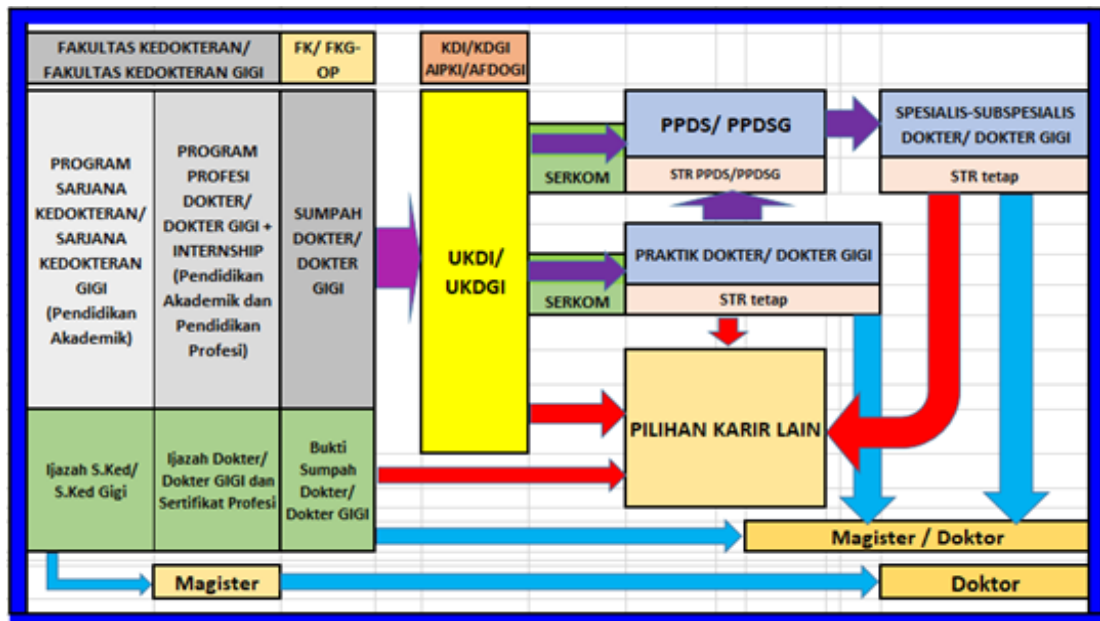 FAKULTAS KEDOKTERAN/
FAKULTAS KEDOKTERAN GIGI
FK/ FKG-
OP
KDI/KDGI
AIPKI/AFDOGI
PROGRAM
SARJANA
KEDOKTERAN/
SARJANA
KEDOKTERAN
GIGI
(Pendidikan
Akademik)
PROGRAM
PROFESI
DOKTER/
DOKTER GIGI +
INTERNSHIP
(Pendidikan
Akademik dan
Pendidikan
Profesi)
SUMPAH
DOKTER/
DOKTER
GIGI
UKDI/
UKDGI
SERKOM
PPDS/ PPDSG
STR PPDS/PPDSG
SPESIALIS-SUBSPESIALIS
DOKTER/ DOKTER GIGI
STR tetap
SERKOM
PRAKTIK DOKTER/ DOKTER GIGI
STR tetap
PILIHAN KARIR LAIN
Ijazah S.Ked/
S.Ked Gigi
Ijazah Dokter/
Dokter GIGI dan
Sertifikat Profesi
Bukti
Sumpah
Dokter/
Dokter GIGI
Magister / Doktor
Magister
Doktor